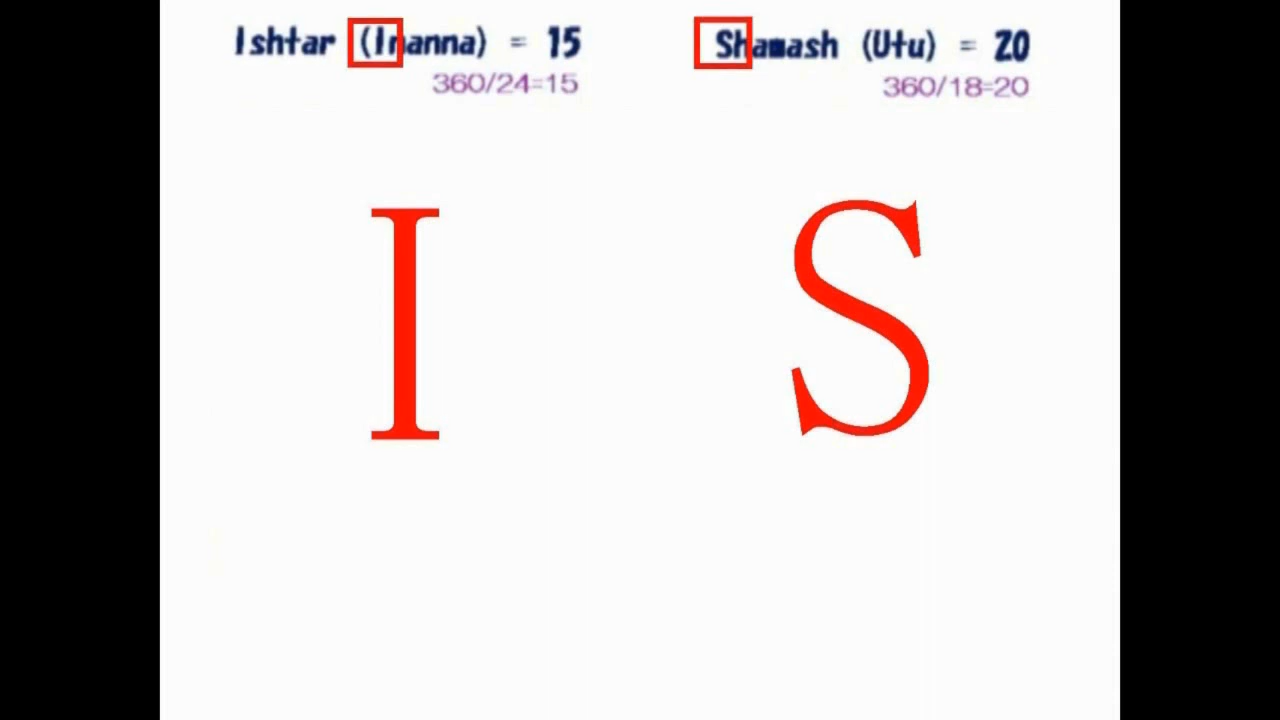 Ishtar (Inanna) = 15
360/24=15
Shamash (Utu) = 20
360/18=20
I S